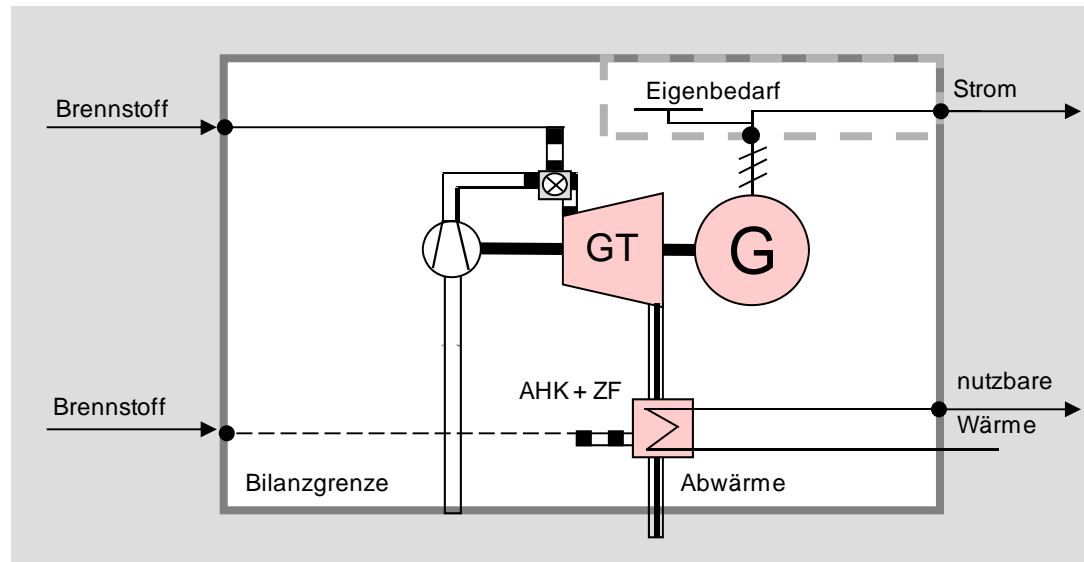 Eigenbedarf
Strom
Brennstoff
GT
G
AHK + ZF
nutzbare
Brennstoff
Wärme
Bilanzgrenze
Abwärme